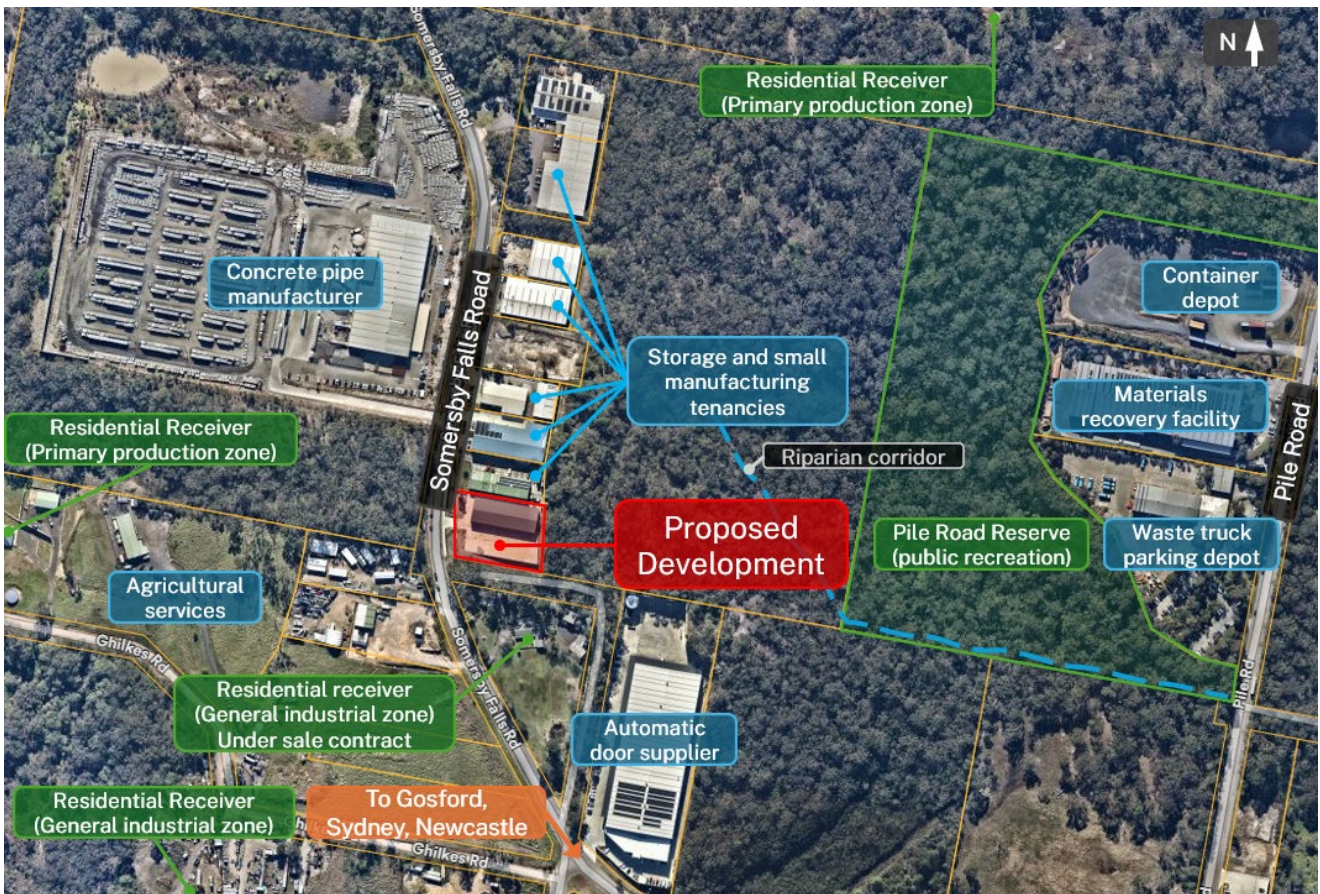 Somersby Falls Rd
N
Residential Receiver
(Primary production zone)
Concrete pipe
manufacturer
Container
depot
Somersby Falls Road
Storage and small
manufacturing
tenancies
Materials
recovery facility
Pile Road
Residential Receiver
(Primary production zone)
Riparian corridor
Proposed
Development
Pile Road Reserve
(public recreation)
Waste truck
parking depot
Agricultural
services
Ghilkes Rd
Somersby Falls Rd
Residential receiver
(General industrial zone)
Under sale contract
Automatic
door supplier
Pile Rd
Residential Receiver
(General industrial zone)
To Gosford,
Sydney, Newcastle
Ghilkes Rd